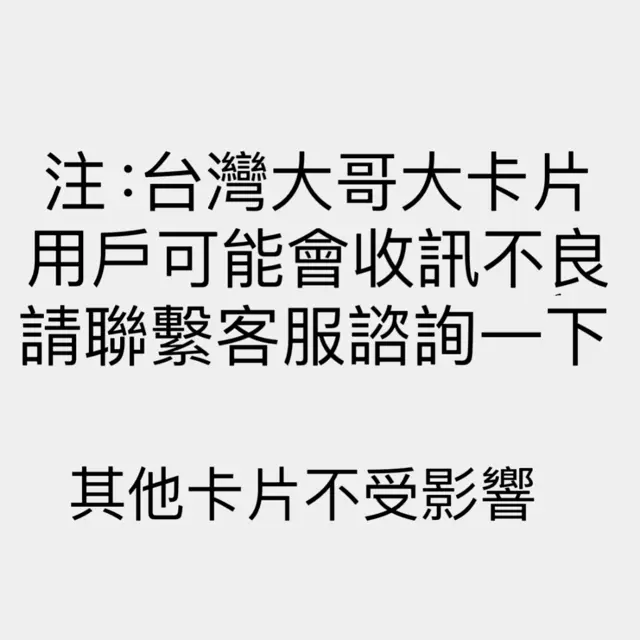 注:台灣大哥大卡片
用戶可能會收訊不良
請聯繫客服諮詢一下
其他卡片不受影響